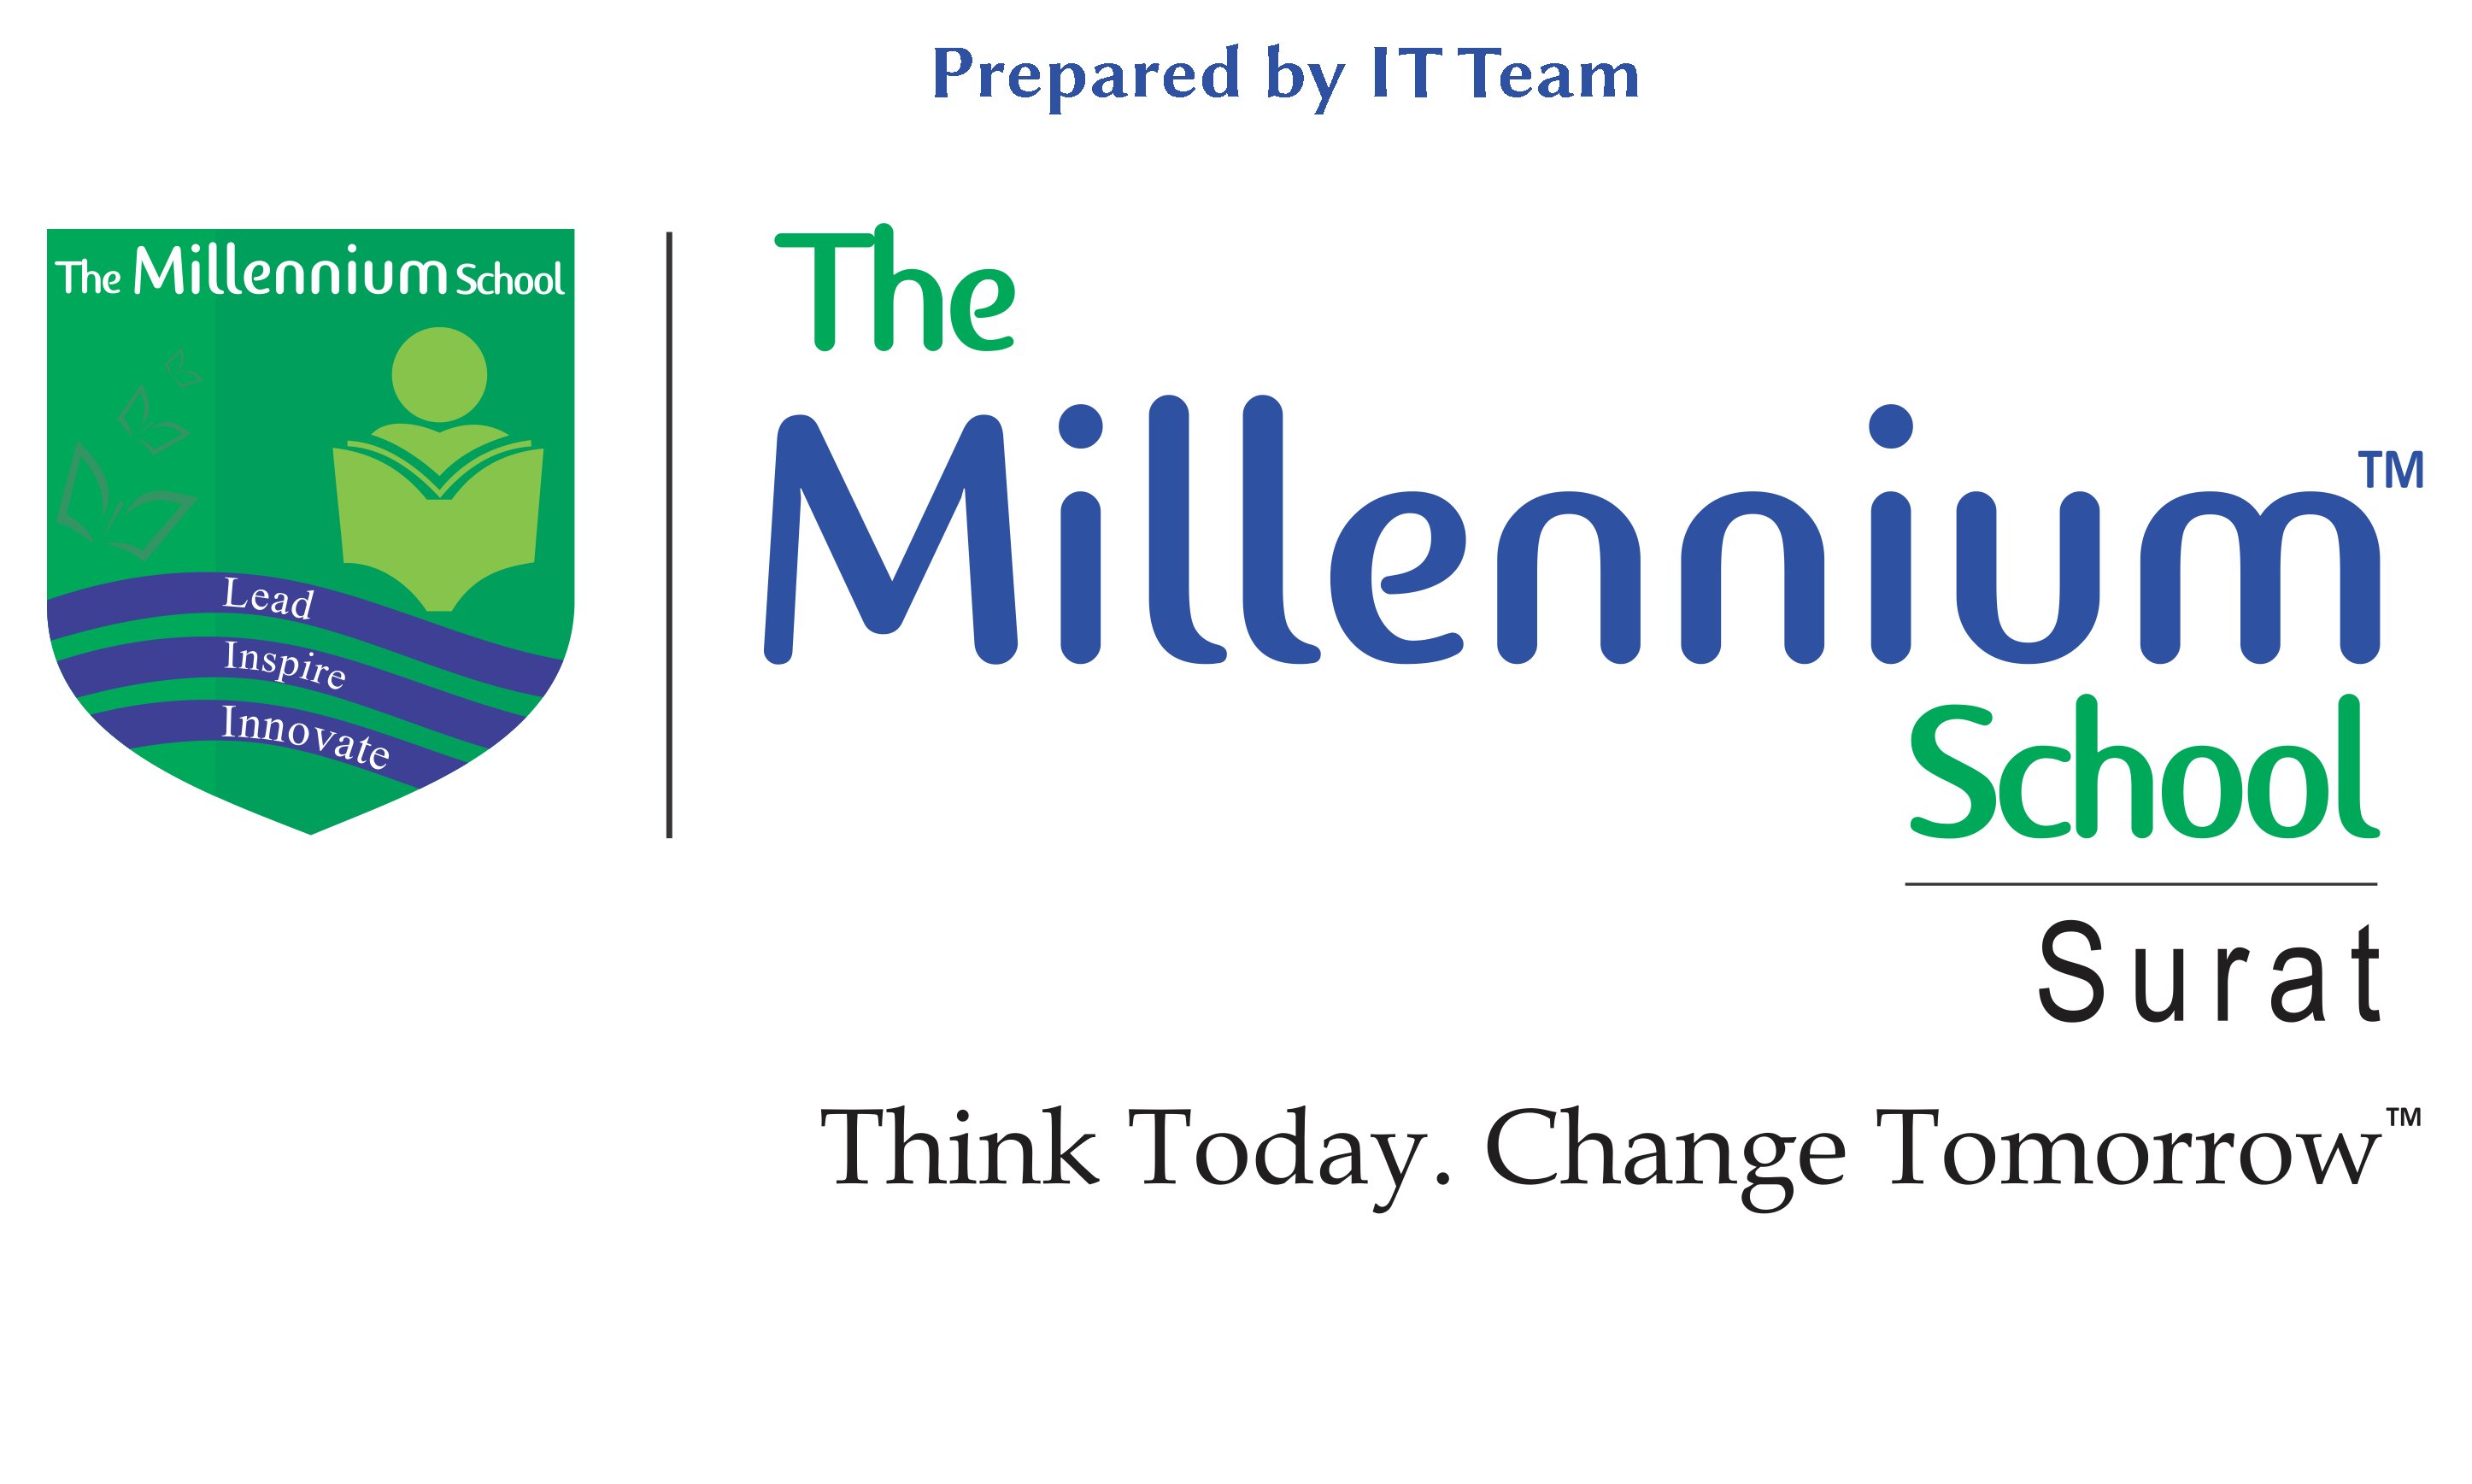 Prepared by IT Team
The Millennium School
Lead
Inspire
Innovate
The
Millennium™
School
Surat
Think Today. Change Tomorrow™